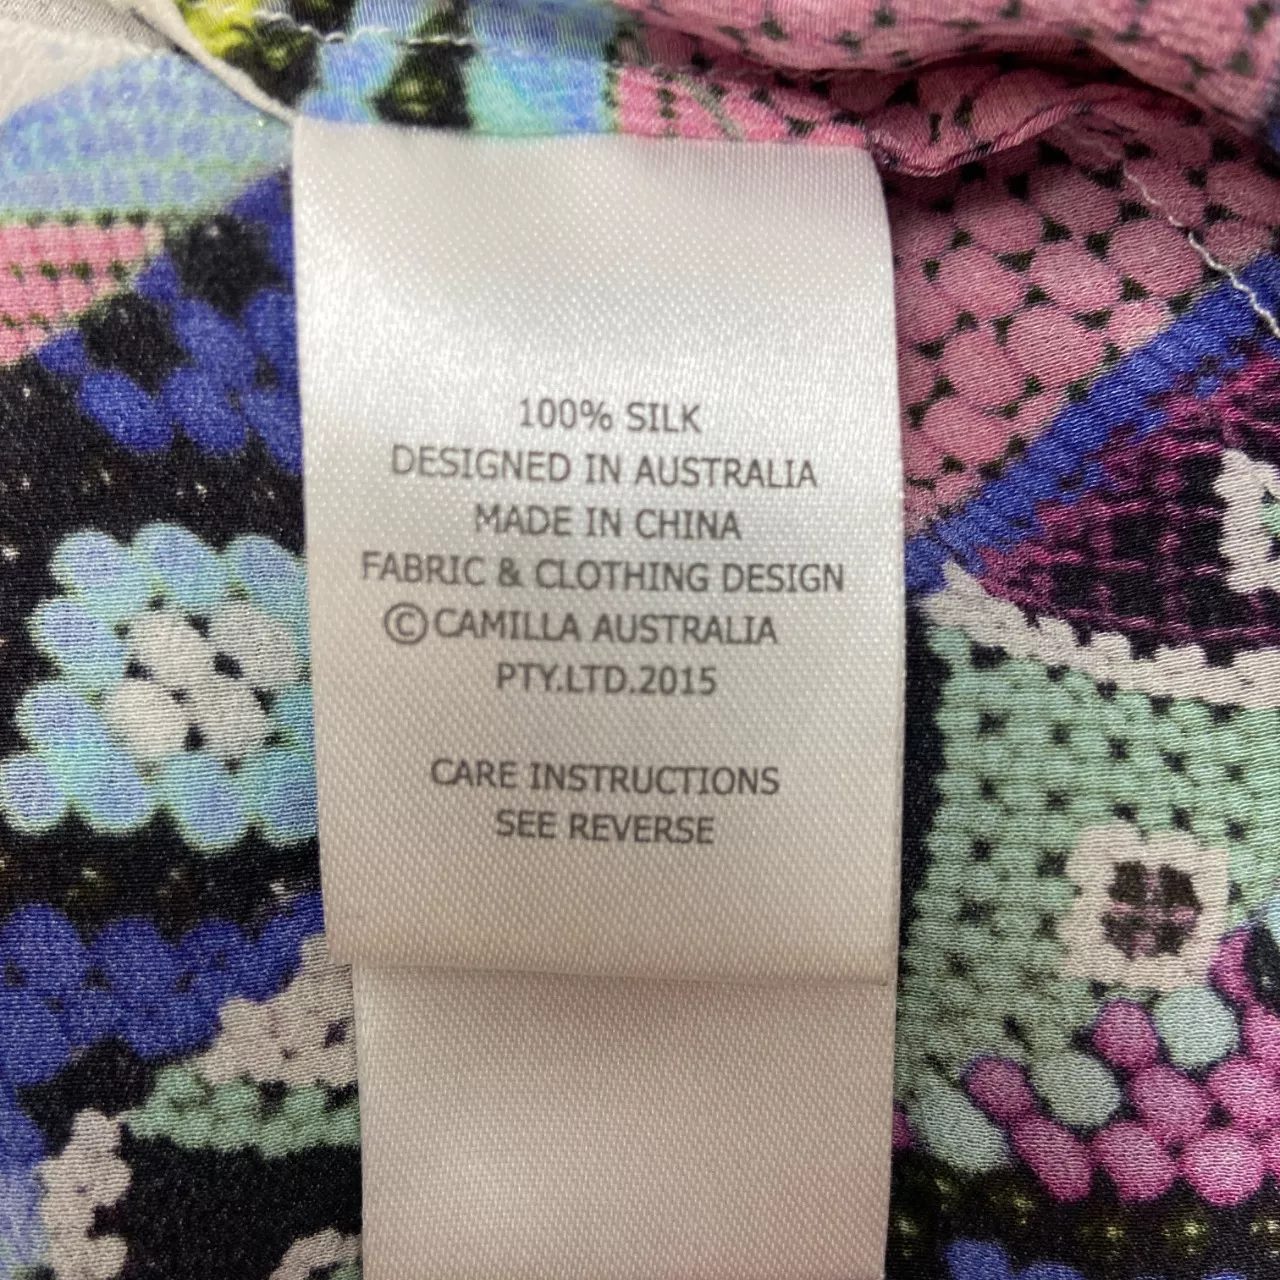 100% SILK
DESIGNED IN AUSTRALIA
MADE IN CHINA
FABRIC & CLOTHING DESIGN
©CAMILLA AUSTRALIA
PTY.LTD.2015
CARE INSTRUCTIONS
SEE REVERSE